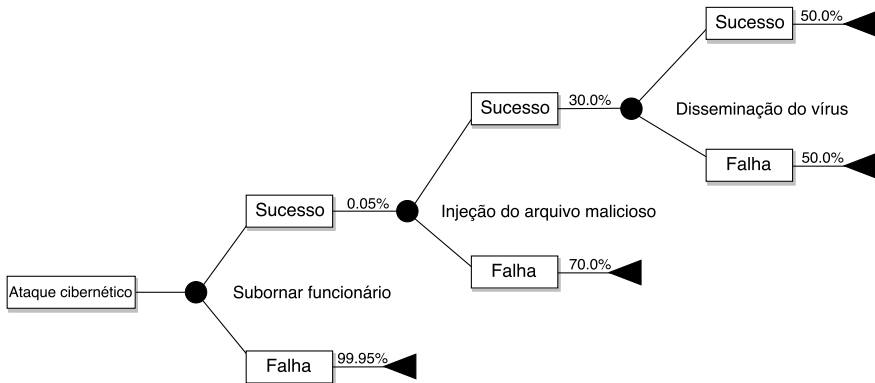 Sucesso 50.0%
Sucesso 30.0%
Disseminação do vírus
Falha 50.0%
Sucesso 0.05%
Injeção do arquivo malicioso
Falha 70.0%
Ataque cibernético
Subornar funcionário
Falha 99.95%